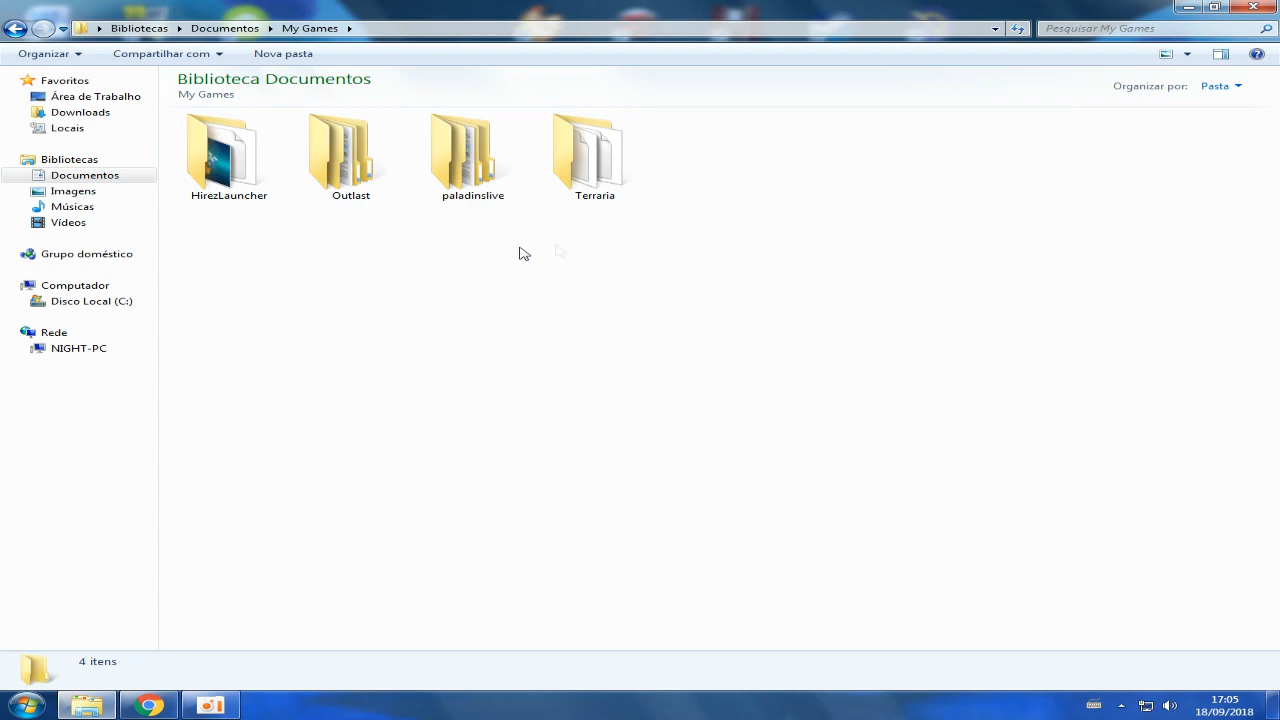 Bibliotecas
Documentos
My Games
Pesquisar My Games
Organizar
Compartilhar com
Nova pasta
Favoritos
Área de Trabalho
Downloads
Locais
Bibliotecas
Documentos
Imagens
Músicas
Vídeos
Grupo doméstico
Computador
Disco Local (C:)
Rede
NIGHT-PC
Biblioteca Documentos
My Games
Organizar por: Pasta
HirezLauncher
Outlast
paladinslive
Terraria
4 itens
17:05
18/09/2018